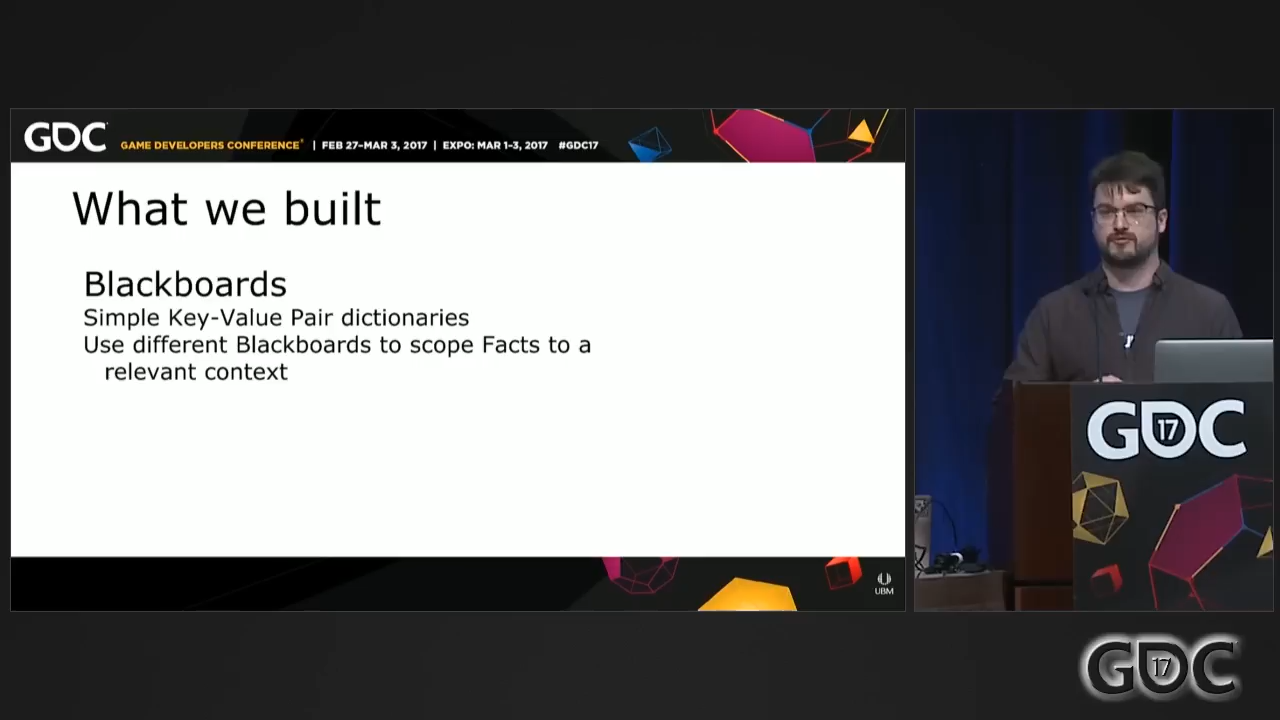 GDC
GAME DEVELOPERS CONFERENCE® | FEB 27–MAR 3, 2017 | EXPO: MAR 1–3, 2017 #GDC17
What we built
Blackboards
Simple Key-Value Pair dictionaries
Use different Blackboards to scope Facts to a
relevant context
UBM
GDC
17
GDC
17